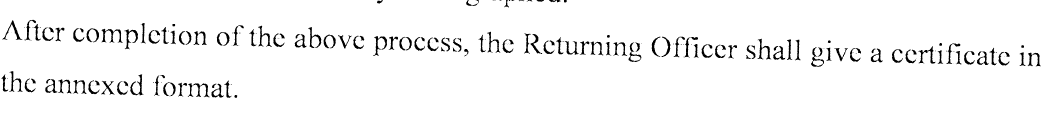 After completion of the above process, the Returning Officer shall give a certificate in
the annexed format.